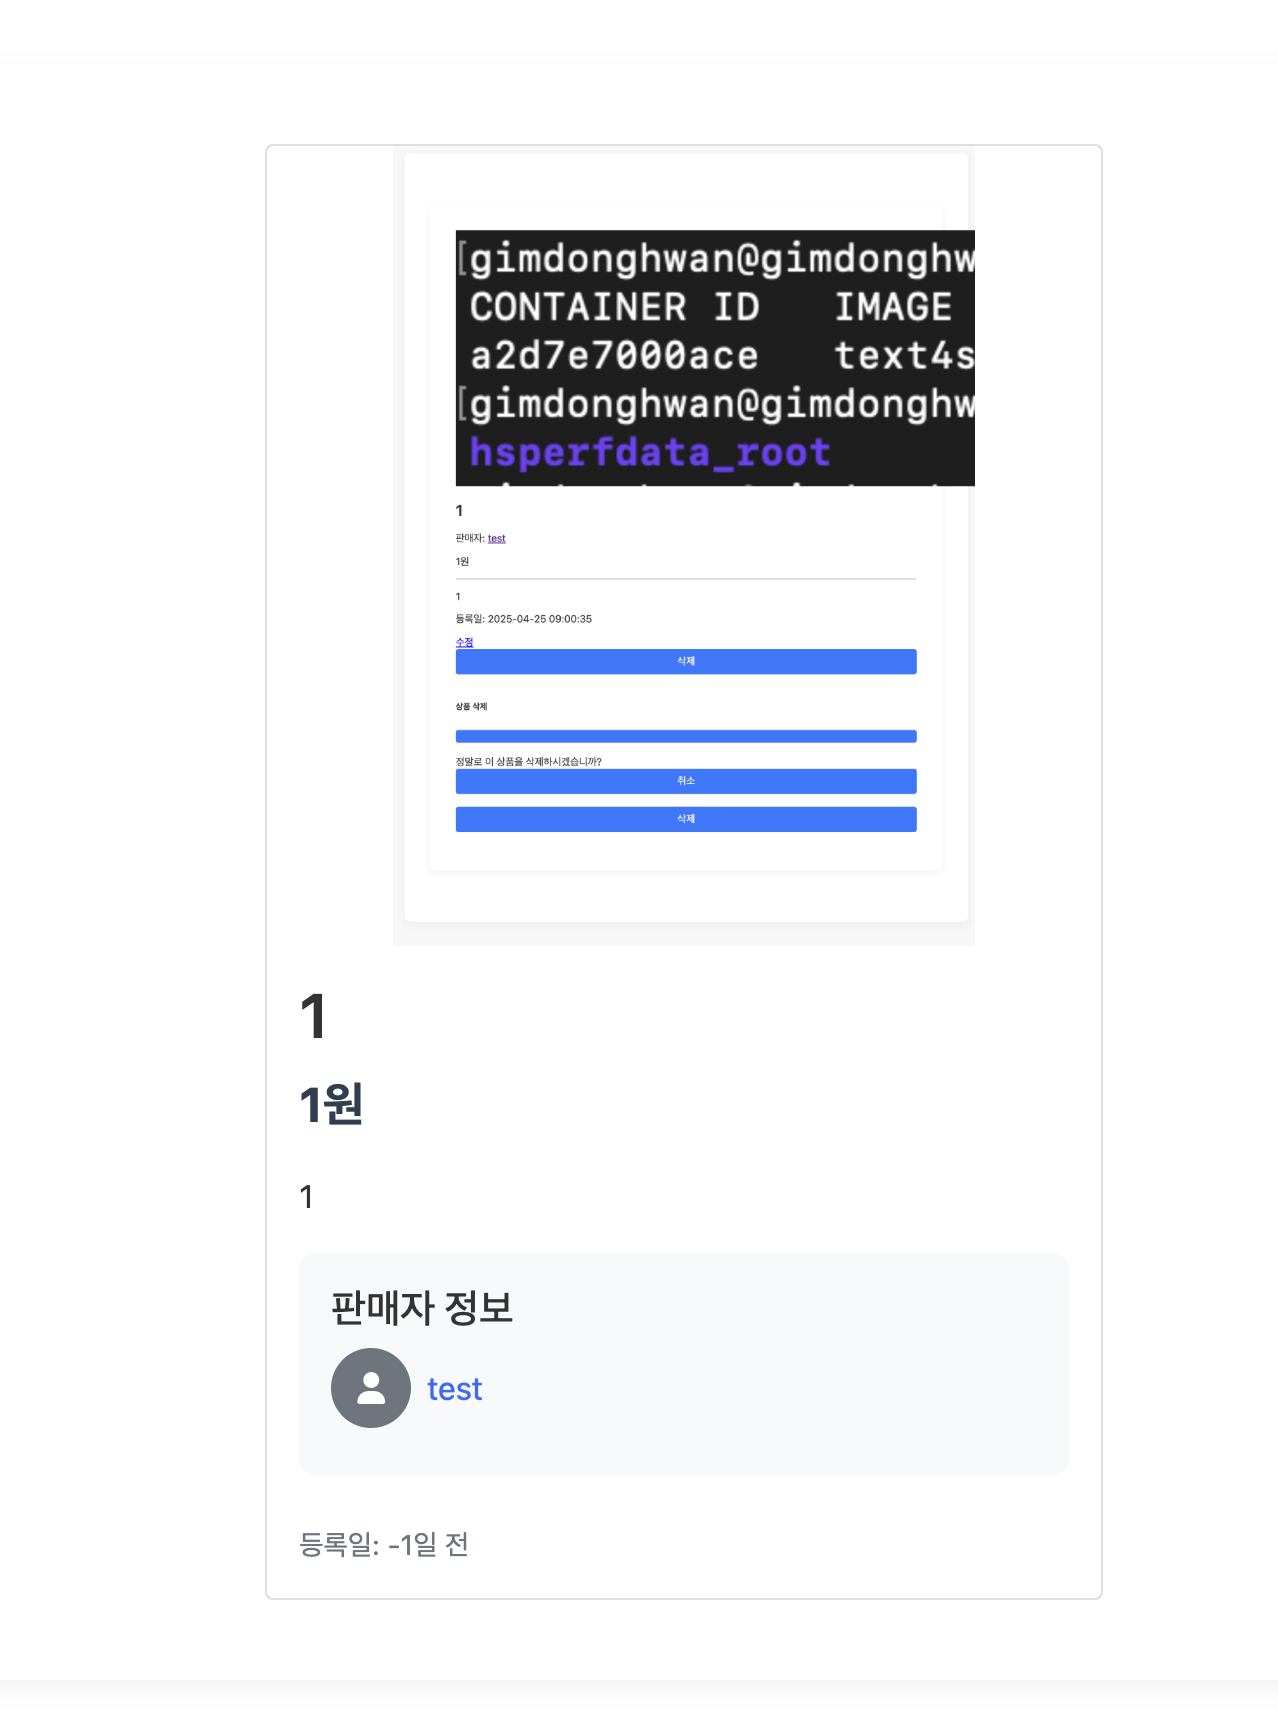 [gimdonghwan@gimdonghw
CONTAINER ID IMAGE
a2d7e7000ace text4s
[gimdonghwan@gimdonghw
hsperfdata_root
1
판매자: test
1원
1
등록일: 2025-04-25 09:00:35
수정
삭제
상품 삭제
정말로 이 상품을 삭제하시겠습니까?
취소
삭제
1
1원
1
판매자 정보
test
등록일: -1일 전